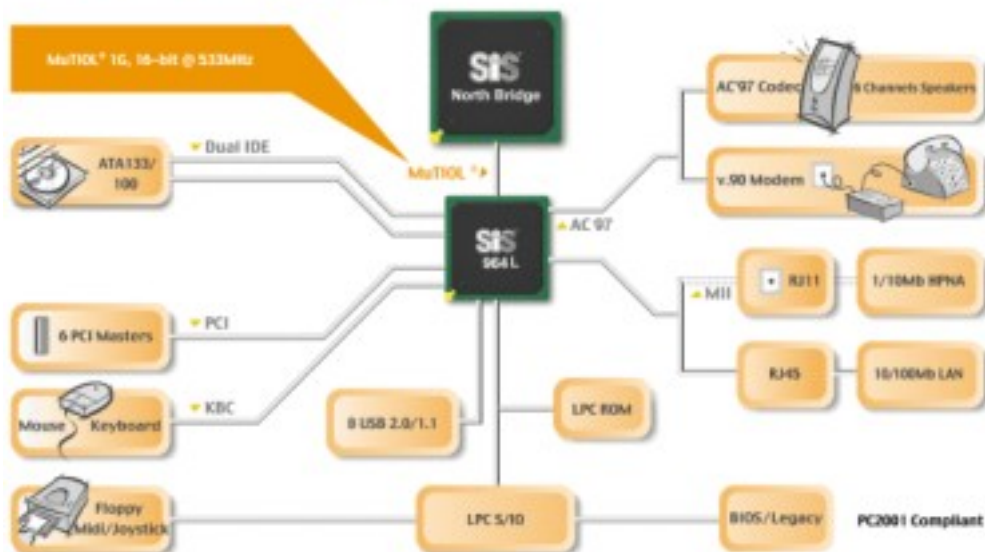 MuTIOL® 1G, 16-bit @ 533MHz
SiS
North Bridge
AC'97 Codec
6 Channels Speakers
Dual IDE
ATA133/
100
MuTIOL®
v.90 Modem
SiS
964L
AC 97
MII
RJ11
1/10Mb HPNA
PCI
6 PCI Masters
RJ45
10/100Mb LAN
KBC
Mouse
Keyboard
8 USB 2.0/1.1
LPC ROM
Floppy
Midi/Joystick
LPC S/IO
BIOS/Legacy
PC2001 Compliant